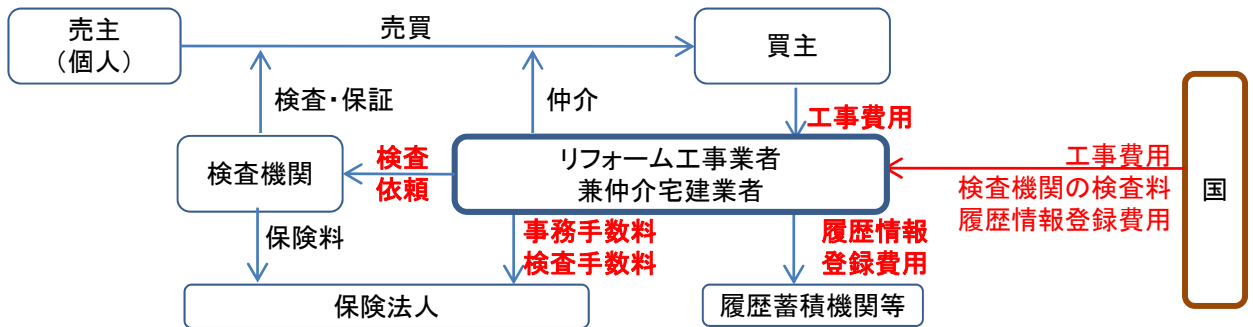 売主
（個人）
売買
買主
検査・保証
仲介
工事費用
検査機関
検査
依頼
リフォーム工事業者
兼仲介宅建業者
工事費用
検査機関の検査料
履歴情報登録費用
国
保険料
事務手数料
検査手数料
履歴情報
登録費用
保険法人
履歴蓄積機関等